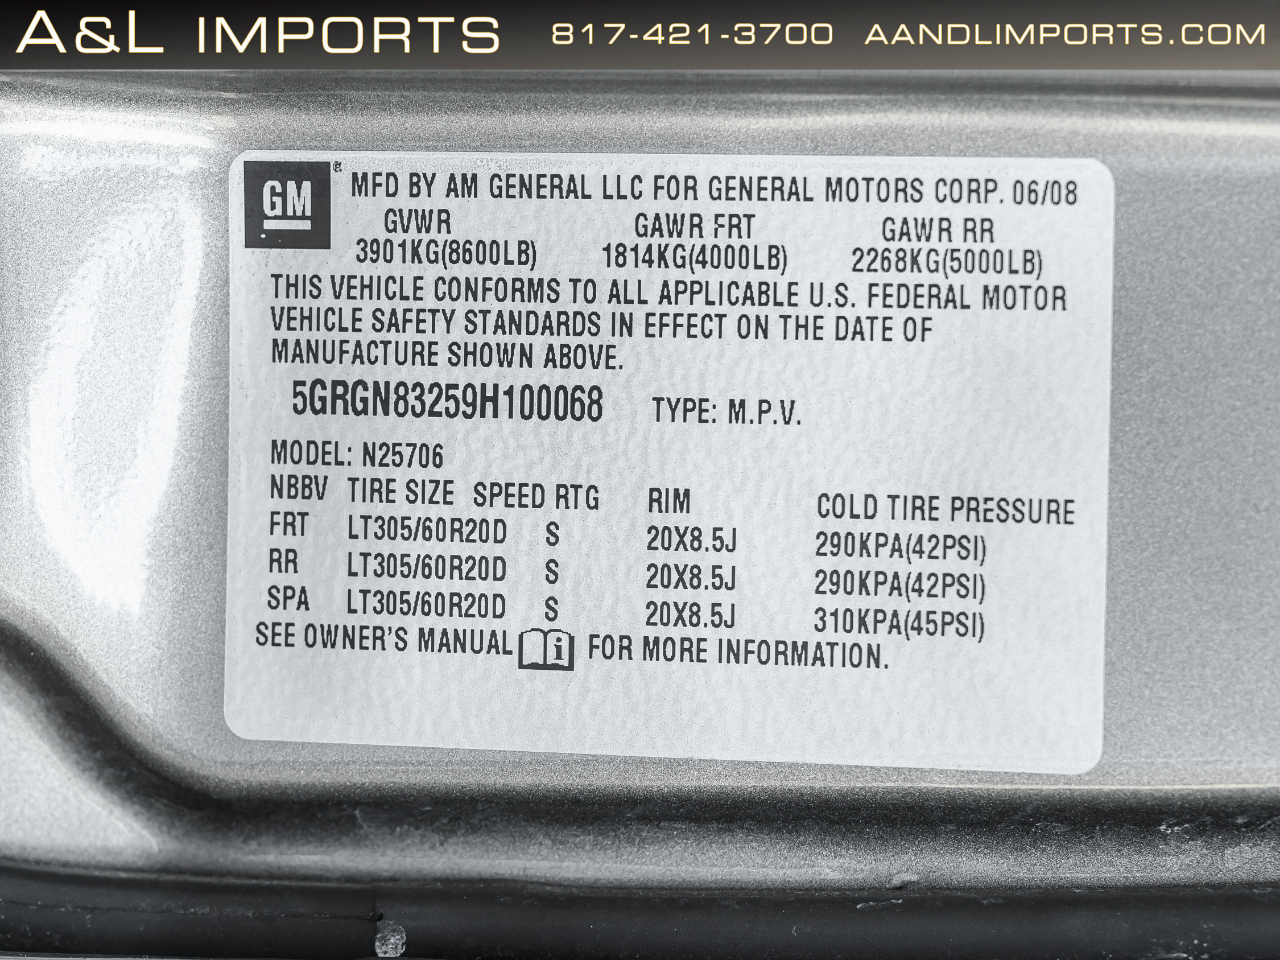 A&L IMPORTS 817-421-3700 AANDLIMPORTS.COM
GM® MFD BY AM GENERAL LLC FOR GENERAL MOTORS CORP. 06/08
GVWR GAWR FRT GAWR RR
3901KG(8600LB) 1814KG(4000LB) 2268KG(5000LB)
THIS VEHICLE CONFORMS TO ALL APPLICABLE U.S. FEDERAL MOTOR
VEHICLE SAFETY STANDARDS IN EFFECT ON THE DATE OF
MANUFACTURE SHOWN ABOVE.
5GRGN83259H100068 TYPE: M.P.V.
MODEL: N25706
NBBV TIRE SIZE SPEED RTG RIM COLD TIRE PRESSURE
FRT LT305/60R20D S 20X8.5J 290KPA(42PSI)
RR LT305/60R20D S 20X8.5J 290KPA(42PSI)
SPA LT305/60R20D S 20X8.5J 310KPA(45PSI)
SEE OWNER'S MANUAL i FOR MORE INFORMATION.